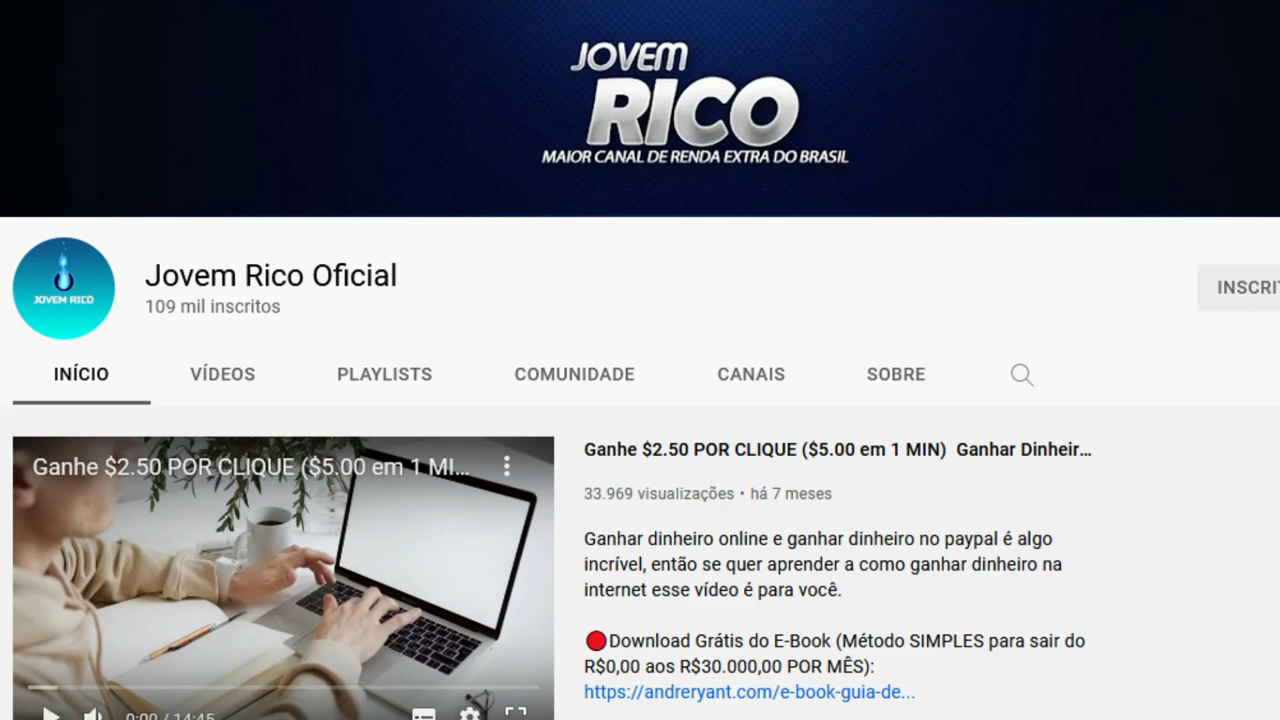 JOVEM
RICO
MAIOR CANAL DE RENDA EXTRA DO BRASIL
JOVEM RICO
Jovem Rico Oficial
109 mil inscritos
INSCRIT
INÍCIO
VÍDEOS
PLAYLISTS
COMUNIDADE
CANAIS
SOBRE
Ganhe $2.50 POR CLIQUE ($5.00 em 1 MI...
0:00 / 14:45
Ganhe $2.50 POR CLIQUE ($5.00 em 1 MIN) Ganhar Dinheir...
33.969 visualizações • há 7 meses
Ganhar dinheiro online e ganhar dinheiro no paypal é algo
incrível, então se quer aprender a como ganhar dinheiro na
internet esse vídeo é para você.
🔴Download Grátis do E-Book (Método SIMPLES para sair do
R$0,00 aos R$30.000,00 POR MÊS):
https://andreryant.com/e-book-guia-de...